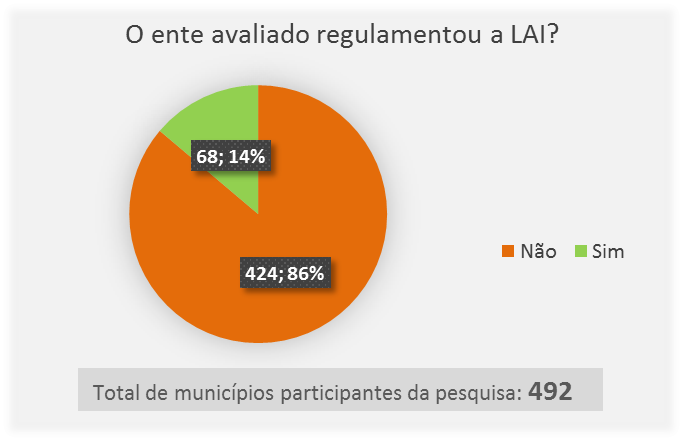 O ente avaliado regulamentou a LAI?
68; 14%
424; 86%
Não Sim
Total de municípios participantes da pesquisa: 492